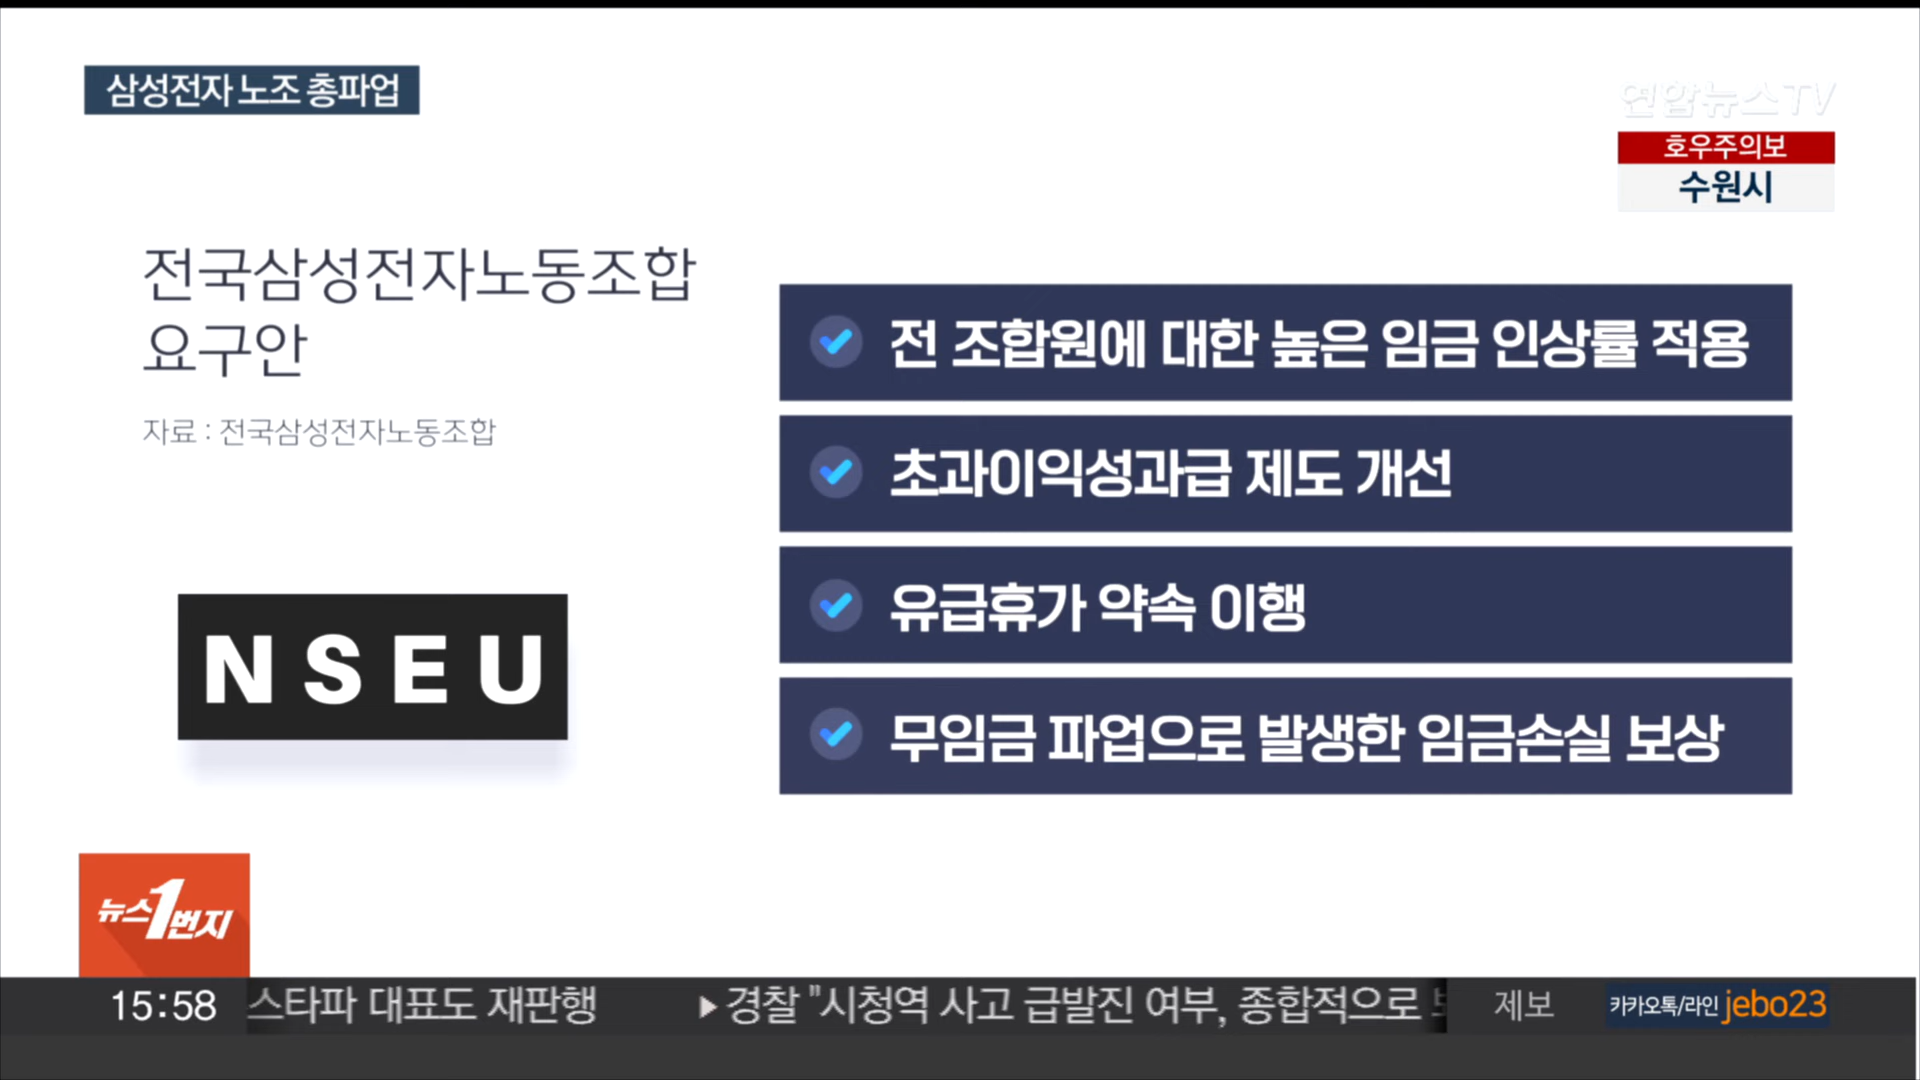 삼성전자 노조 총파업
연합뉴스TV
호우주의보
수원시
전국삼성전자노동조합
요구안
자료 : 전국삼성전자노동조합
NSEU
전 조합원에 대한 높은 임금 인상률 적용
초과이익성과급 제도 개선
유급휴가 약속 이행
무임금 파업으로 발생한 임금손실 보상
뉴스1번지
15:58 스타파 대표도 재판행 ▶경찰 "시청역 사고 급발진 여부, 종합적으로 제보 카카오톡/라인 jebo23